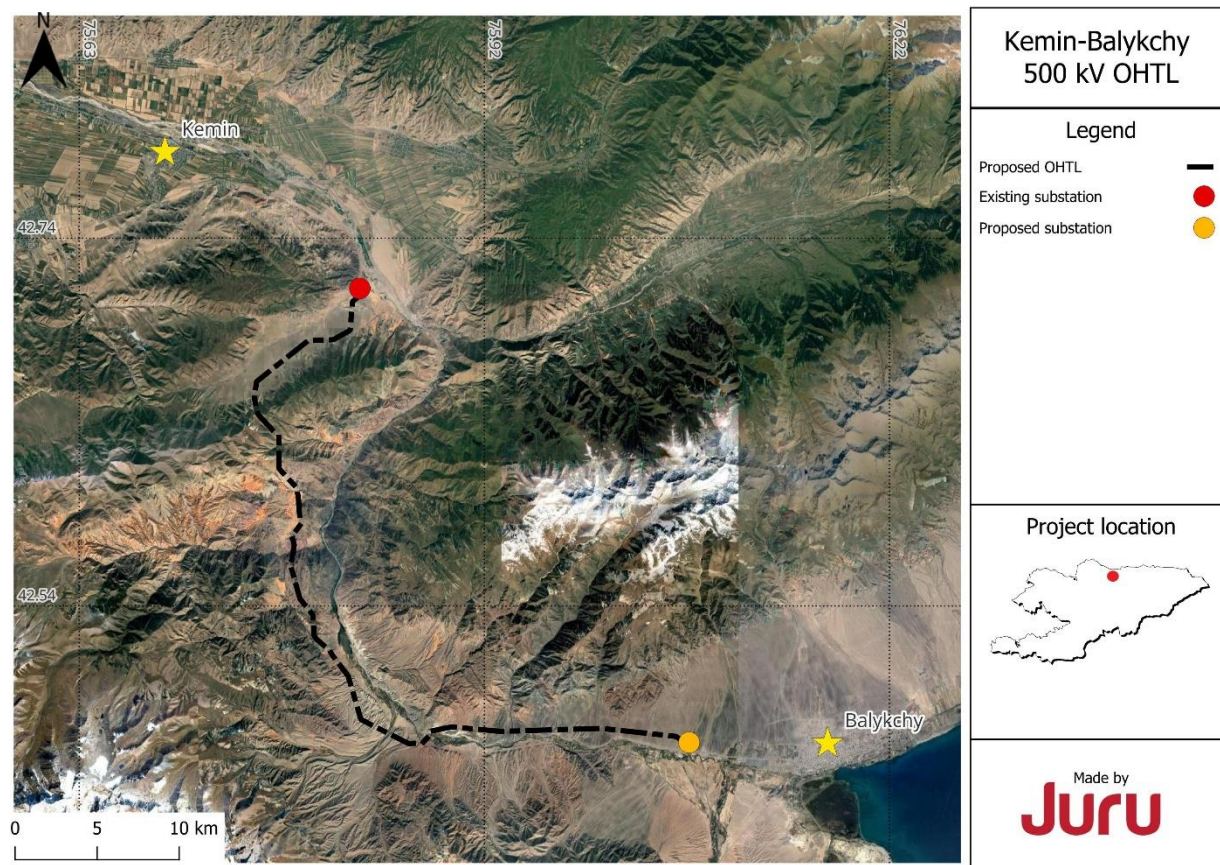 N
75.63
75.92
76.22
Kemin
42.74
42.54
Balykchy
0 5 10 km
Kemin-Balykchy
500 kV OHTL
Legend
Proposed OHTL
Existing substation
Proposed substation
Project location
Made by
Juru